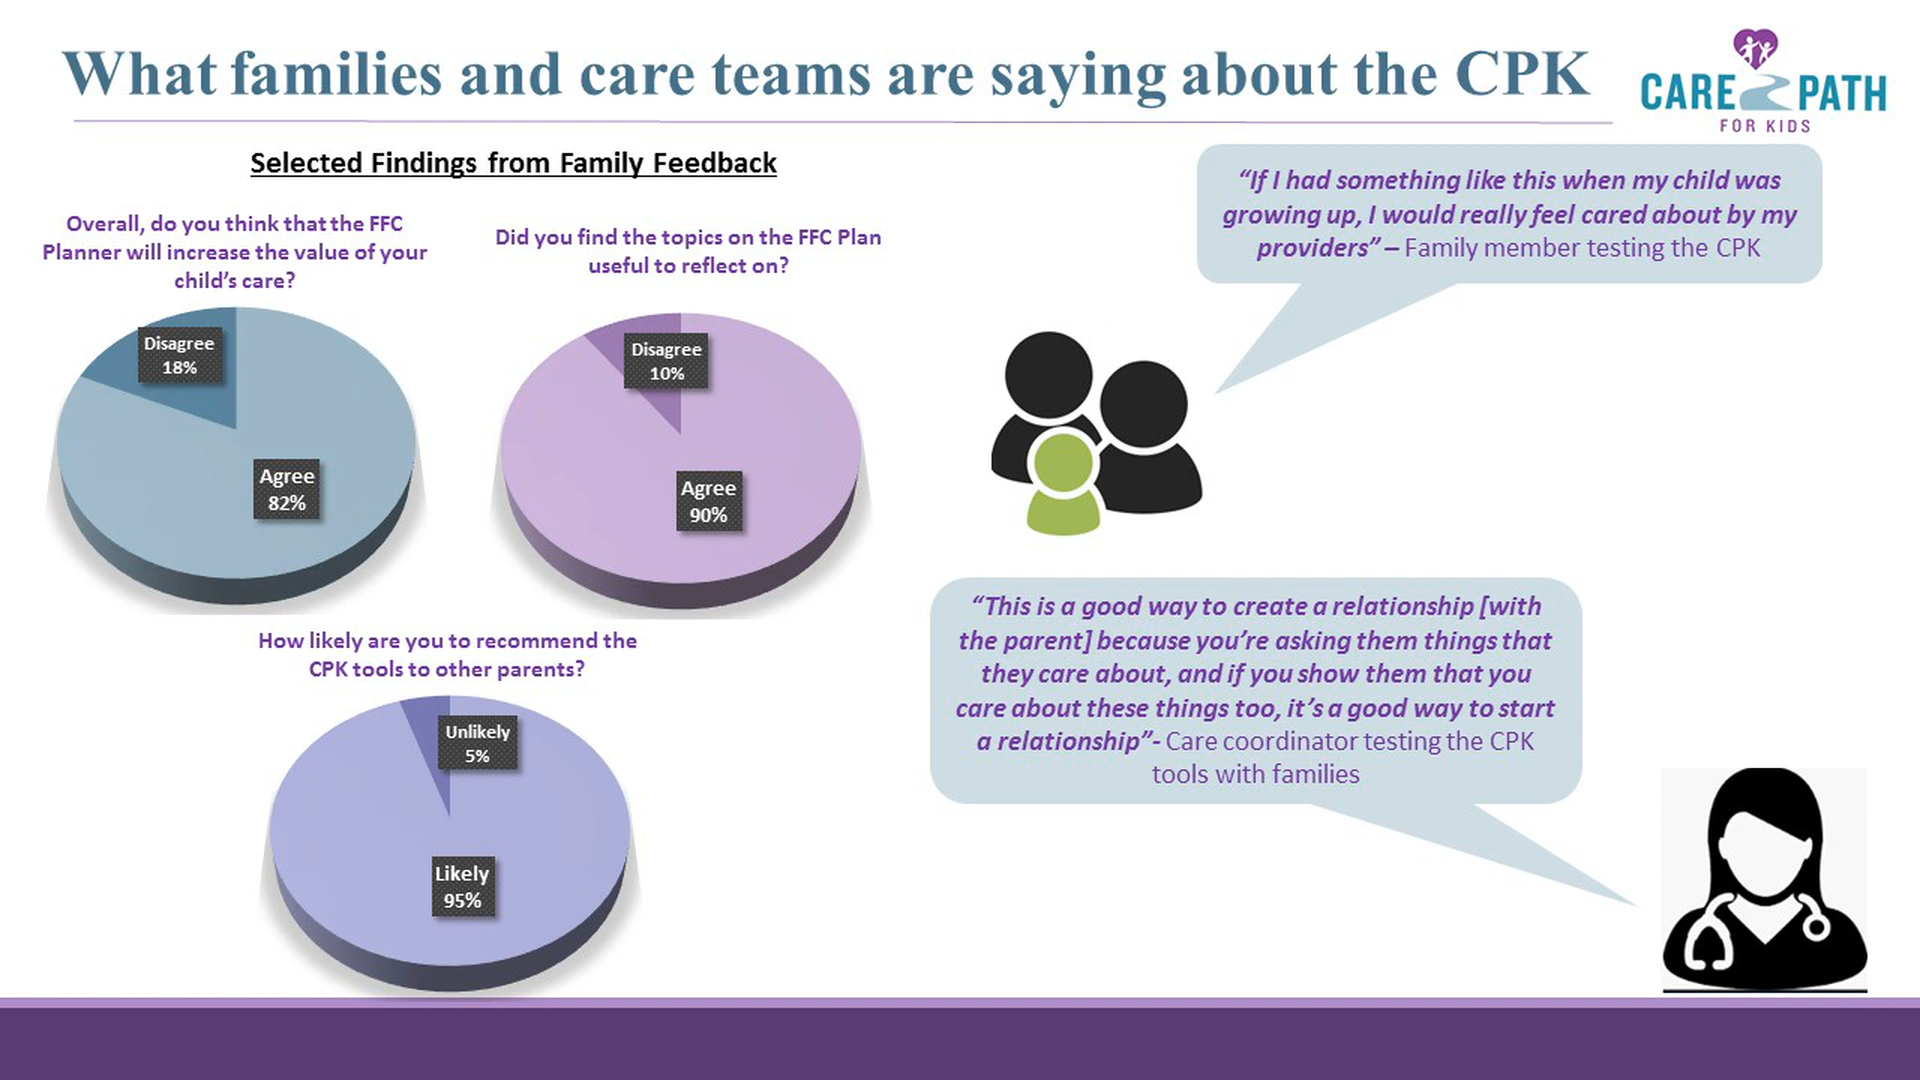 What families and care teams are saying about the CPK
CARE PATH
FOR KIDS
Selected Findings from Family Feedback
Overall, do you think that the FFC
Planner will increase the value of your
child's care?
Disagree
18%
Agree
82%
Did you find the topics on the FFC Plan
useful to reflect on?
Disagree
10%
Agree
90%
How likely are you to recommend the
CPK tools to other parents?
Unlikely
5%
Likely
95%
“If I had something like this when my child was
growing up, I would really feel cared about by my
providers” – Family member testing the CPK
“This is a good way to create a relationship [with
the parent] because you’re asking them things that
they care about, and if you show them that you
care about these things too, it’s a good way to start
a relationship”- Care coordinator testing the CPK
tools with families